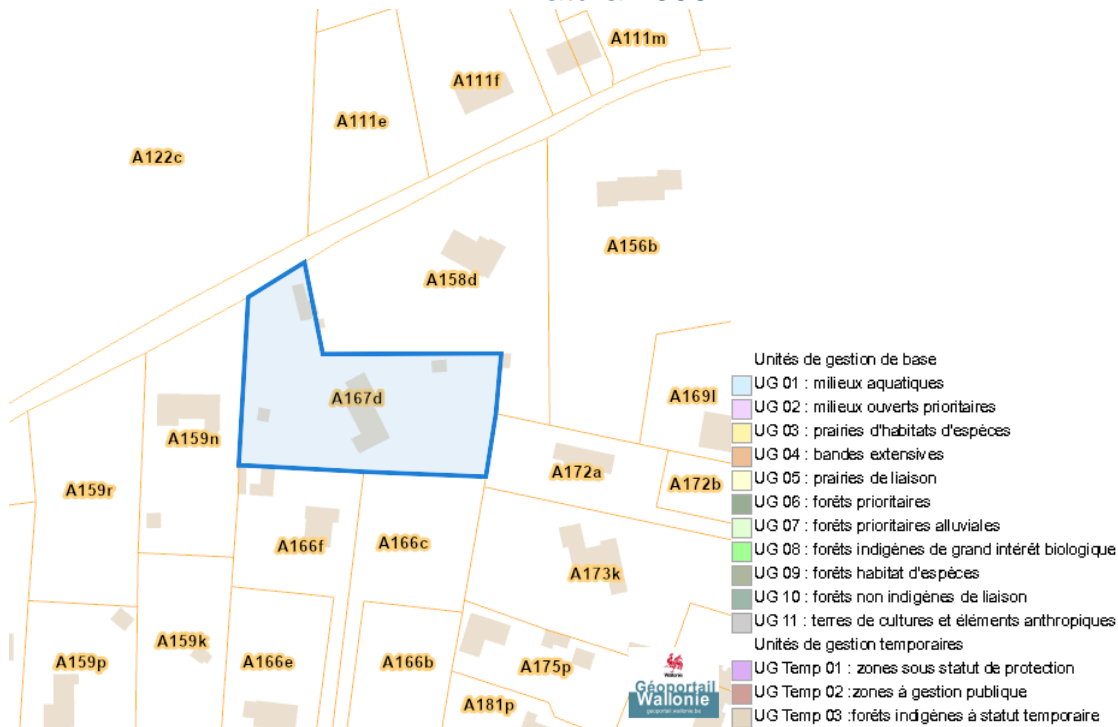 A111m
A111f
A111e
A122c
A156b
A158d
A167d
A169l
A159n
A172a
A172b
A159r
A166f
A166c
A173k
A159k
A159p
A166e
A166b
A175p
A181p
Wallonie
Géoportail
Wallonie
geoportail.wallonie.be
Unités de gestion de base
UG 01 : milieux aquatiques
UG 02 : milieux ouverts prioritaires
UG 03 : prairies d'habitats d'espèces
UG 04 : bandes extensives
UG 05 : prairies de liaison
UG 06 : forêts prioritaires
UG 07 : forêts prioritaires alluviales
UG 08 : forêts indigènes de grand intérêt biologique
UG 09 : forêts habitat d'espèces
UG 10 : forêts non indigènes de liaison
UG 11 : terres de cultures et éléments anthropiques
Unités de gestion temporaires
UG Temp 01 : zones sous statut de protection
UG Temp 02 :zones à gestion publique
UG Temp 03 :forêts indigènes à statut temporaire